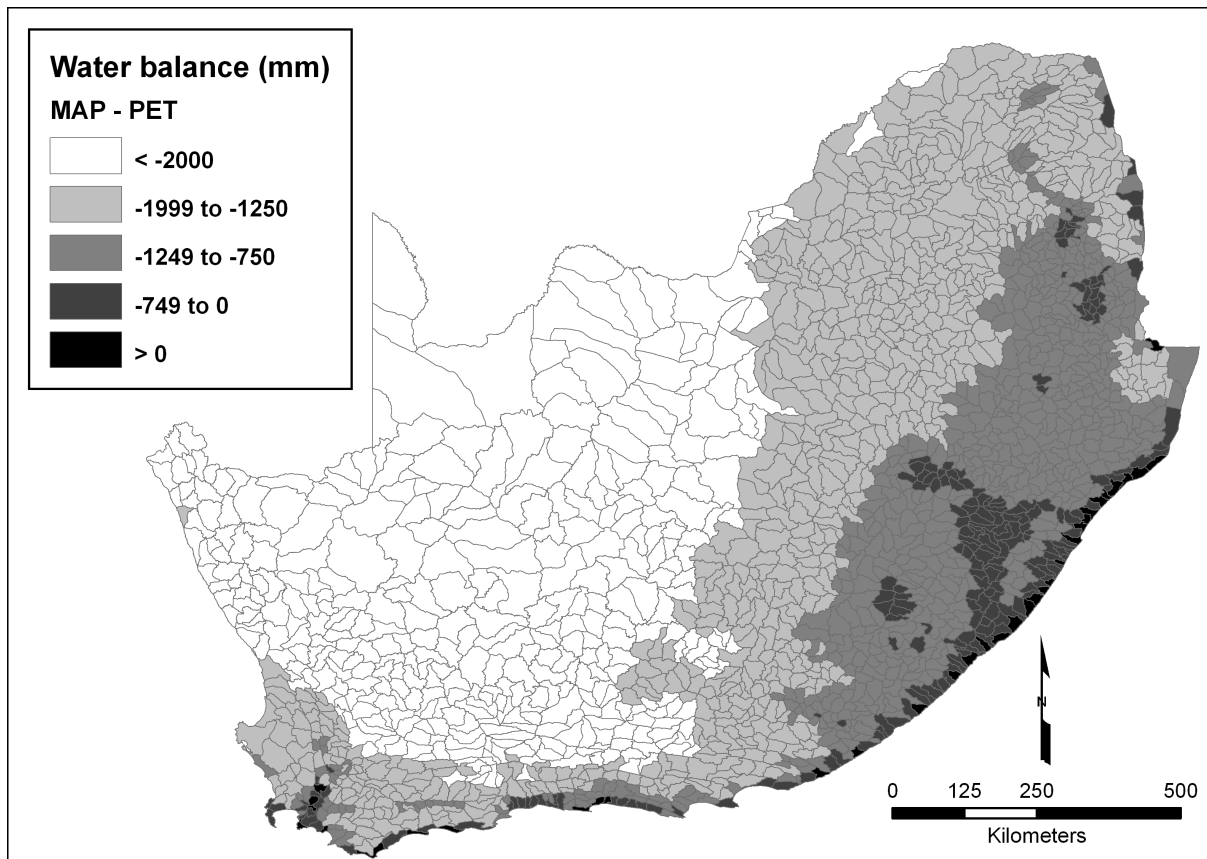 Water balance (mm)
MAP - PET
< -2000
-1999 to -1250
-1249 to -750
-749 to 0
> 0
N
0 125 250 500
Kilometers